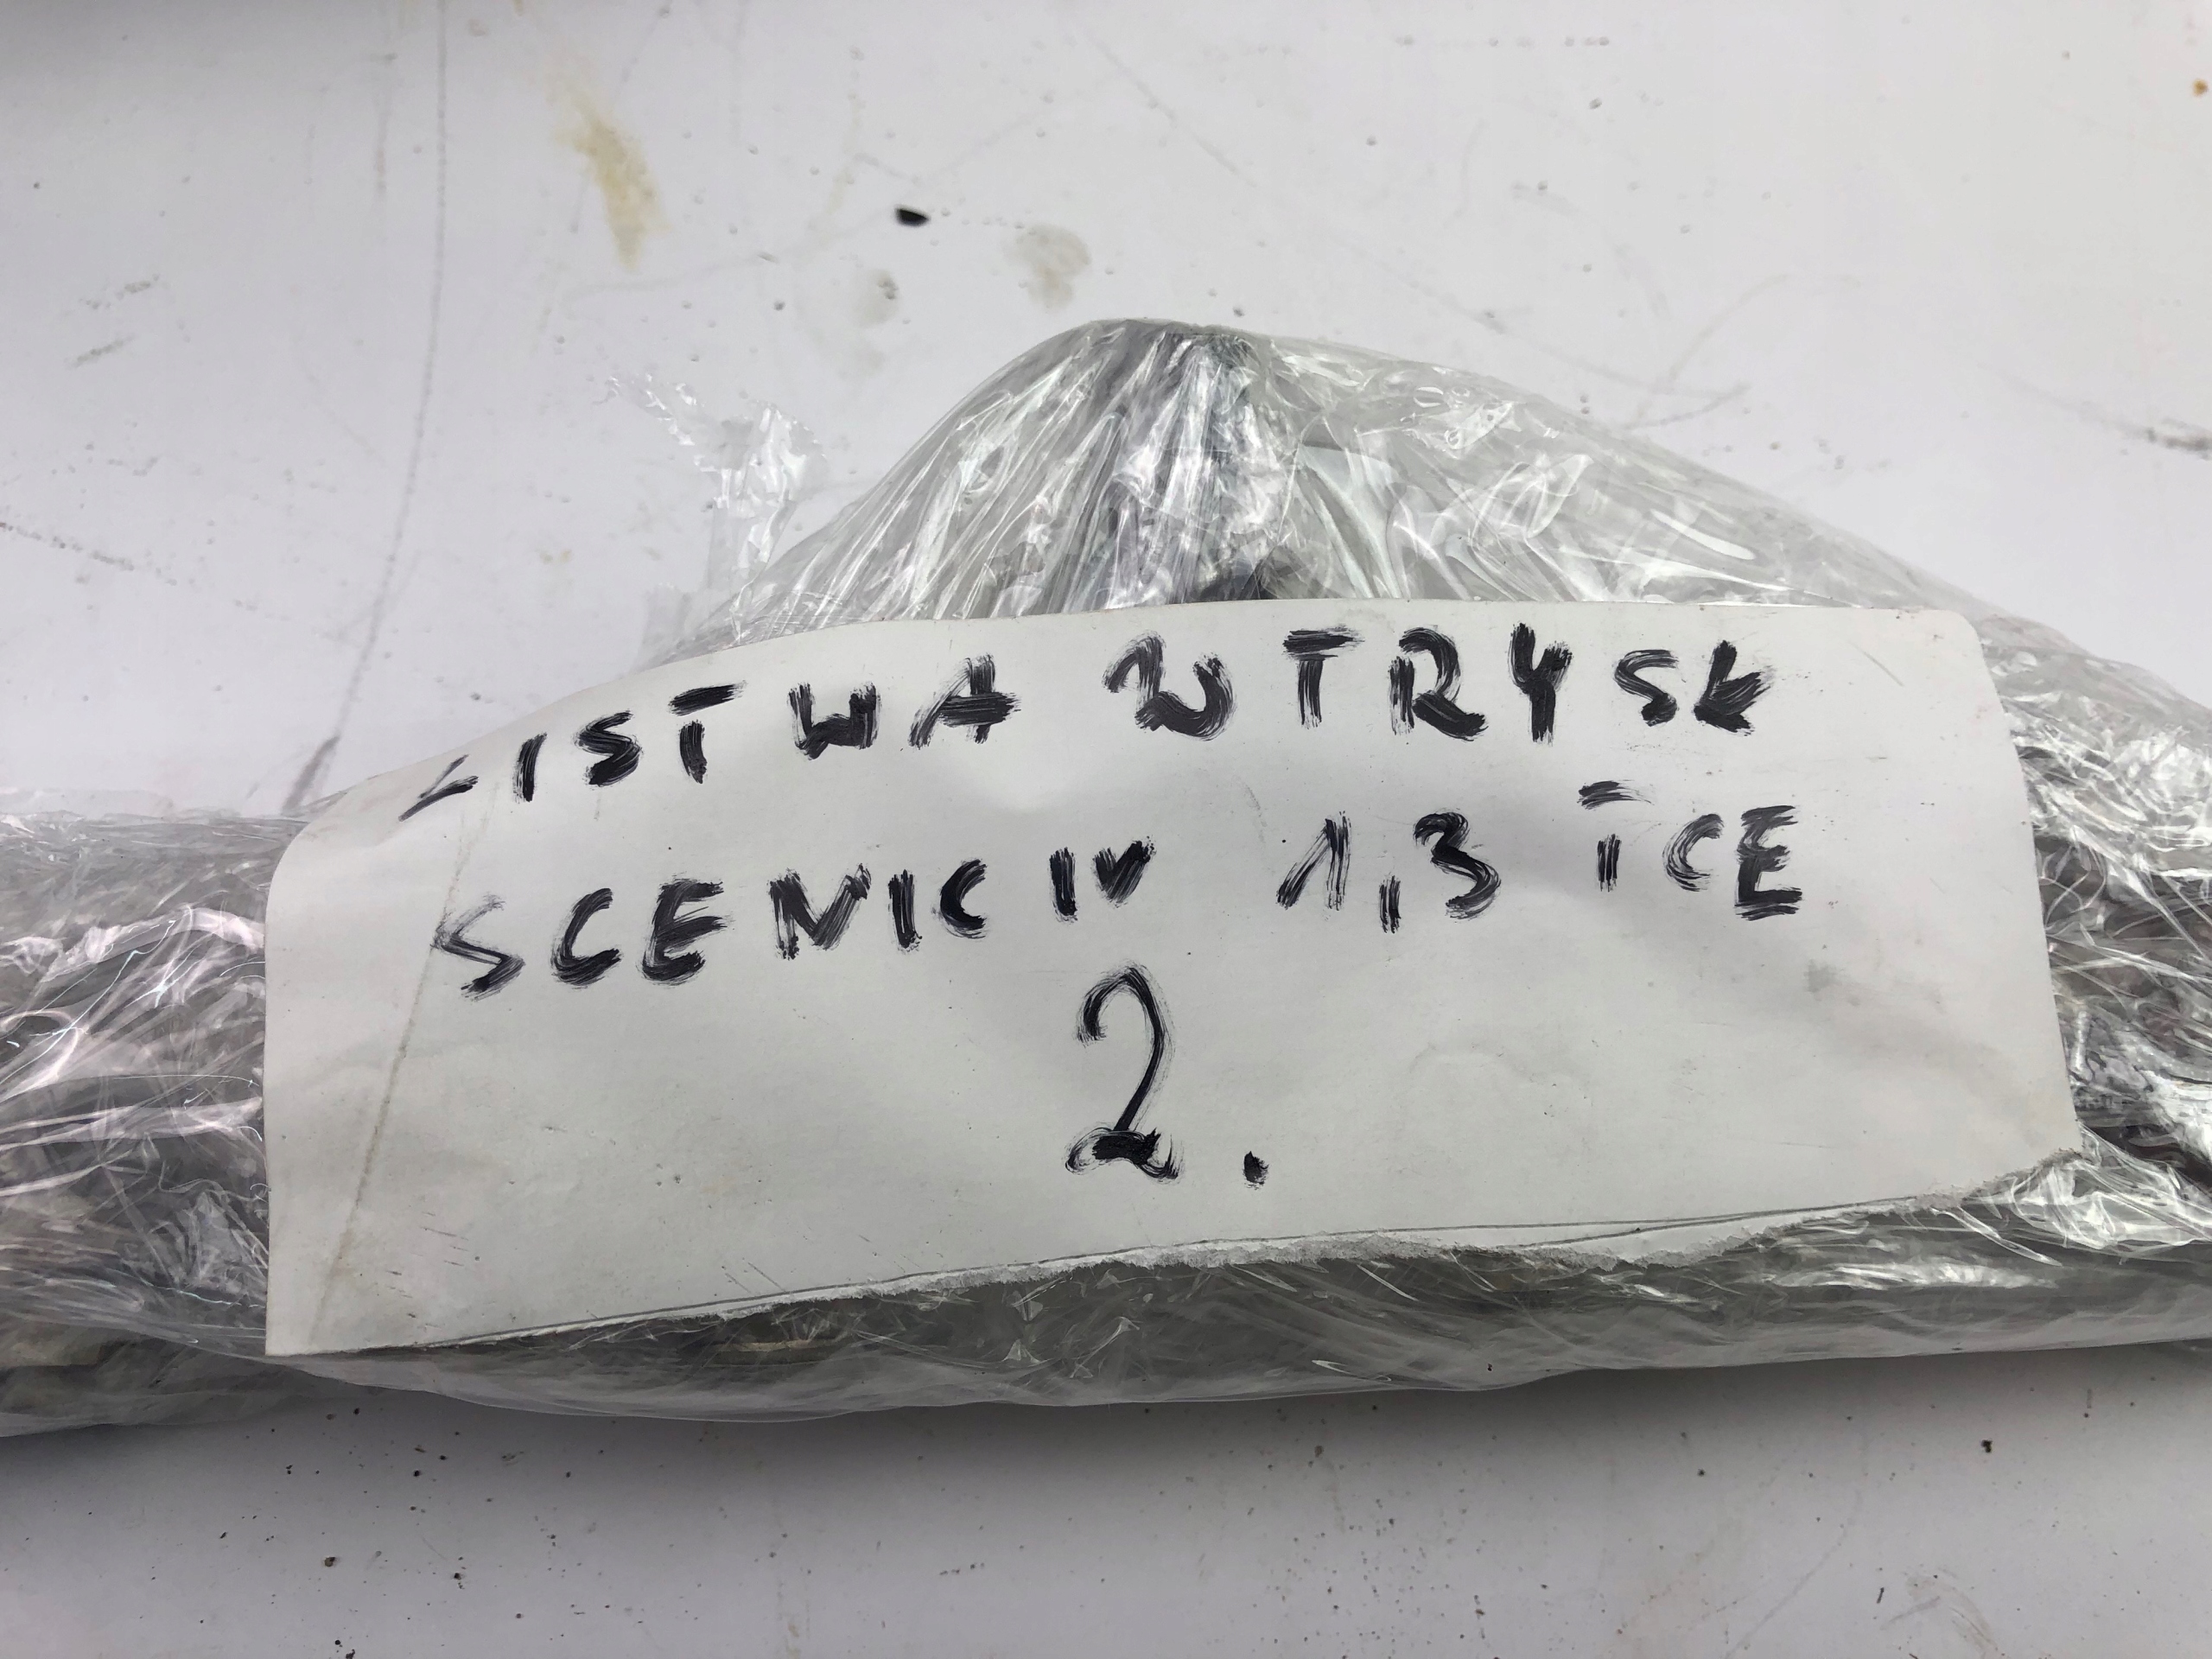 LISTWA WTRYSK
SCENIC IV 1,3 TCE
2.